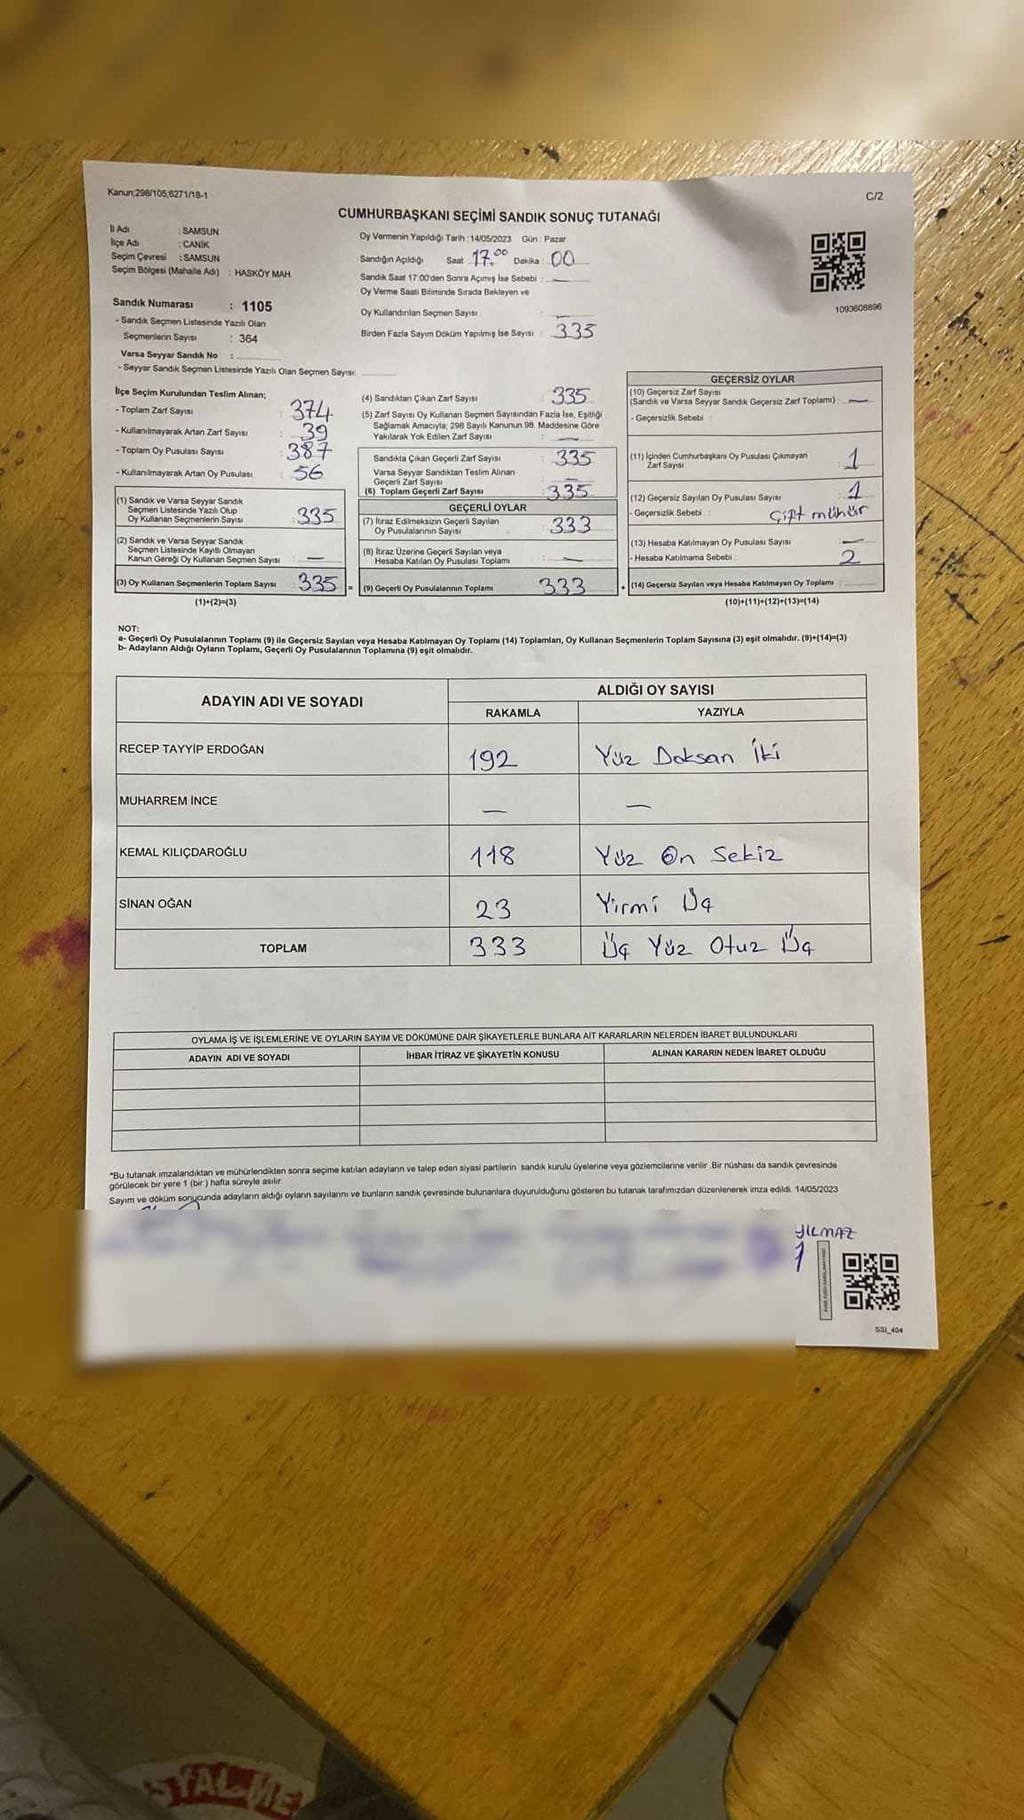 Kanun;298/105;6271/18-1
C/2
CUMHURBAŞKANI SEÇİMİ SANDIK SONUÇ TUTANAĞI
İl Adı : SAMSUN
İlçe Adı : CANİK
Seçim Çevresi : SAMSUN
Seçim Bölgesi (Mahalle Adı) : HASKÖY MAH
Sandık Numarası : 1105
- Sandık Seçmen Listesinde Yazılı Olan
Seçmenlerin Sayısı : 364
Varsa Seyyar Sandık No :
- Seyyar Sandık Seçmen Listesinde Yazılı Olan Seçmen Sayısı:
Oy Vermenin Yapıldığı Tarih : 14/05/2023 Gün : Pazar
Sandığın Açıldığı Saat 17.00 Dakika : 00
Sandık Saat 17:00'den Sonra Açımış İse Sebebi : —
Oy Verme Saati Bitiminde Sırada Bekleyen ve
Oy Kullandırılan Seçmen Sayısı : —
Birden Fazla Sayım Döküm Yapılmış İse Sayısı : 335
1093608896
İlçe Seçim Kurulundan Teslim Alınan;
- Toplam Zarf Sayısı : 374
- Kullanılmayarak Artan Zarf Sayısı : 39
- Toplam Oy Pusulası Sayısı : 387
- Kullanılmayarak Artan Oy Pusulası : 56
(1) Sandık ve Varsa Seyyar Sandık
Seçmen Listesinde Yazılı Olup
Oy Kullanan Seçmenlerin Sayısı : 335
(2) Sandık ve Varsa Seyyar Sandık
Seçmen Listesinde Kayıtlı Olmayan
Kanun Gereği Oy Kullanan Seçmen Sayısı : —
(3) Oy Kullanan Seçmenlerin Toplam Sayısı : 335 =
(1)+(2)=(3)
(4) Sandıktan Çıkan Zarf Sayısı : 335
(5) Zarf Sayısı Oy Kullanan Seçmen Sayısından Fazla İse, Eşitliği
Sağlamak Amacıyla; 298 Sayılı Kanunun 98. Maddesine Göre
Yakılarak Yok Edilen Zarf Sayısı : —
Sandıkta Çıkan Geçerli Zarf Sayısı : 335
Varsa Seyyar Sandıktan Teslim Alınan
Geçerli Zarf Sayısı : —
(6) Toplam Geçerli Zarf Sayısı : 335
GEÇERLİ OYLAR
(7) İtiraz Edilmeksizin Geçerli Sayılan
Oy Pusulalarının Sayısı : 333
(8) İtiraz Üzerine Geçerli Sayılan veya
Hesaba Katılan Oy Pusulası Toplamı : —
(9) Geçerli Oy Pusulalarının Toplamı 333 +
GEÇERSİZ OYLAR
(10) Geçersiz Zarf Sayısı
(Sandık ve Varsa Seyyar Sandık Geçersiz Zarf Toplamı) : —
- Geçersizlik Sebebi :
(11) İçinden Cumhurbaşkanı Oy Pusulası Çıkmayan
Zarf Sayısı : 1
(12) Geçersiz Sayılan Oy Pusulası Sayısı : 1
- Geçersizlik Sebebi : Çift mühür
(13) Hesaba Katılmayan Oy Pusulası Sayısı : —
- Hesaba Katılmama Sebebi : 2
(14) Geçersiz Sayılan veya Hesaba Katılmayan Oy Toplamı :
(10)+(11)+(12)+(13)=(14)
NOT:
a- Geçerli Oy Pusulalarının Toplamı (9) ile Geçersiz Sayılan veya Hesaba Katılmayan Oy Toplamı (14) Toplamları, Oy Kullanan Seçmenlerin Toplam Sayısına (3) eşit olmalıdır. (9)+(14)=(3)
b- Adayların Aldığı Oyların Toplamı, Geçerli Oy Pusulalarının Toplamına (9) eşit olmalıdır.
ADAYIN ADI VE SOYADI ALDIĞI OY SAYISI
RAKAMLA YAZIYLA
RECEP TAYYİP ERDOĞAN 192 Yüz Doksan İki
MUHARREM İNCE — —
KEMAL KILIÇDAROĞLU 118 Yüz On Sekiz
SİNAN OĞAN 23 Yirmi Üç
TOPLAM 333 Üç Yüz Otuz Üç
OYLAMA İŞ VE İŞLEMLERİNE VE OYLARIN SAYIM VE DÖKÜMÜNE DAİR ŞİKAYETLERLE BUNLARA AİT KARARLARIN NELERDEN İBARET BULUNDUKLARI
ADAYIN ADI VE SOYADI İHBAR İTİRAZ VE ŞİKAYETİN KONUSU ALINAN KARARIN NEDEN İBARET OLDUĞU
*Bu tutanak imzalandıktan ve mühürlendikten sonra seçime katılan adayların ve talep eden siyasi partilerin sandık kurulu üyelerine veya gözlemcilerine verilir .Bir nüshası da sandık çevresinde
görülecek bir yere 1 (bir ) hafta süreyle asılır.
Sayım ve döküm sonucunda adayların aldığı oyların sayılarını ve bunların sandık çevresinde bulunanlara duyurulduğunu gösteren bu tutanak tarafımızdan düzenlenerek imza edildi. 14/05/2023
YILMAZ
SSI_404